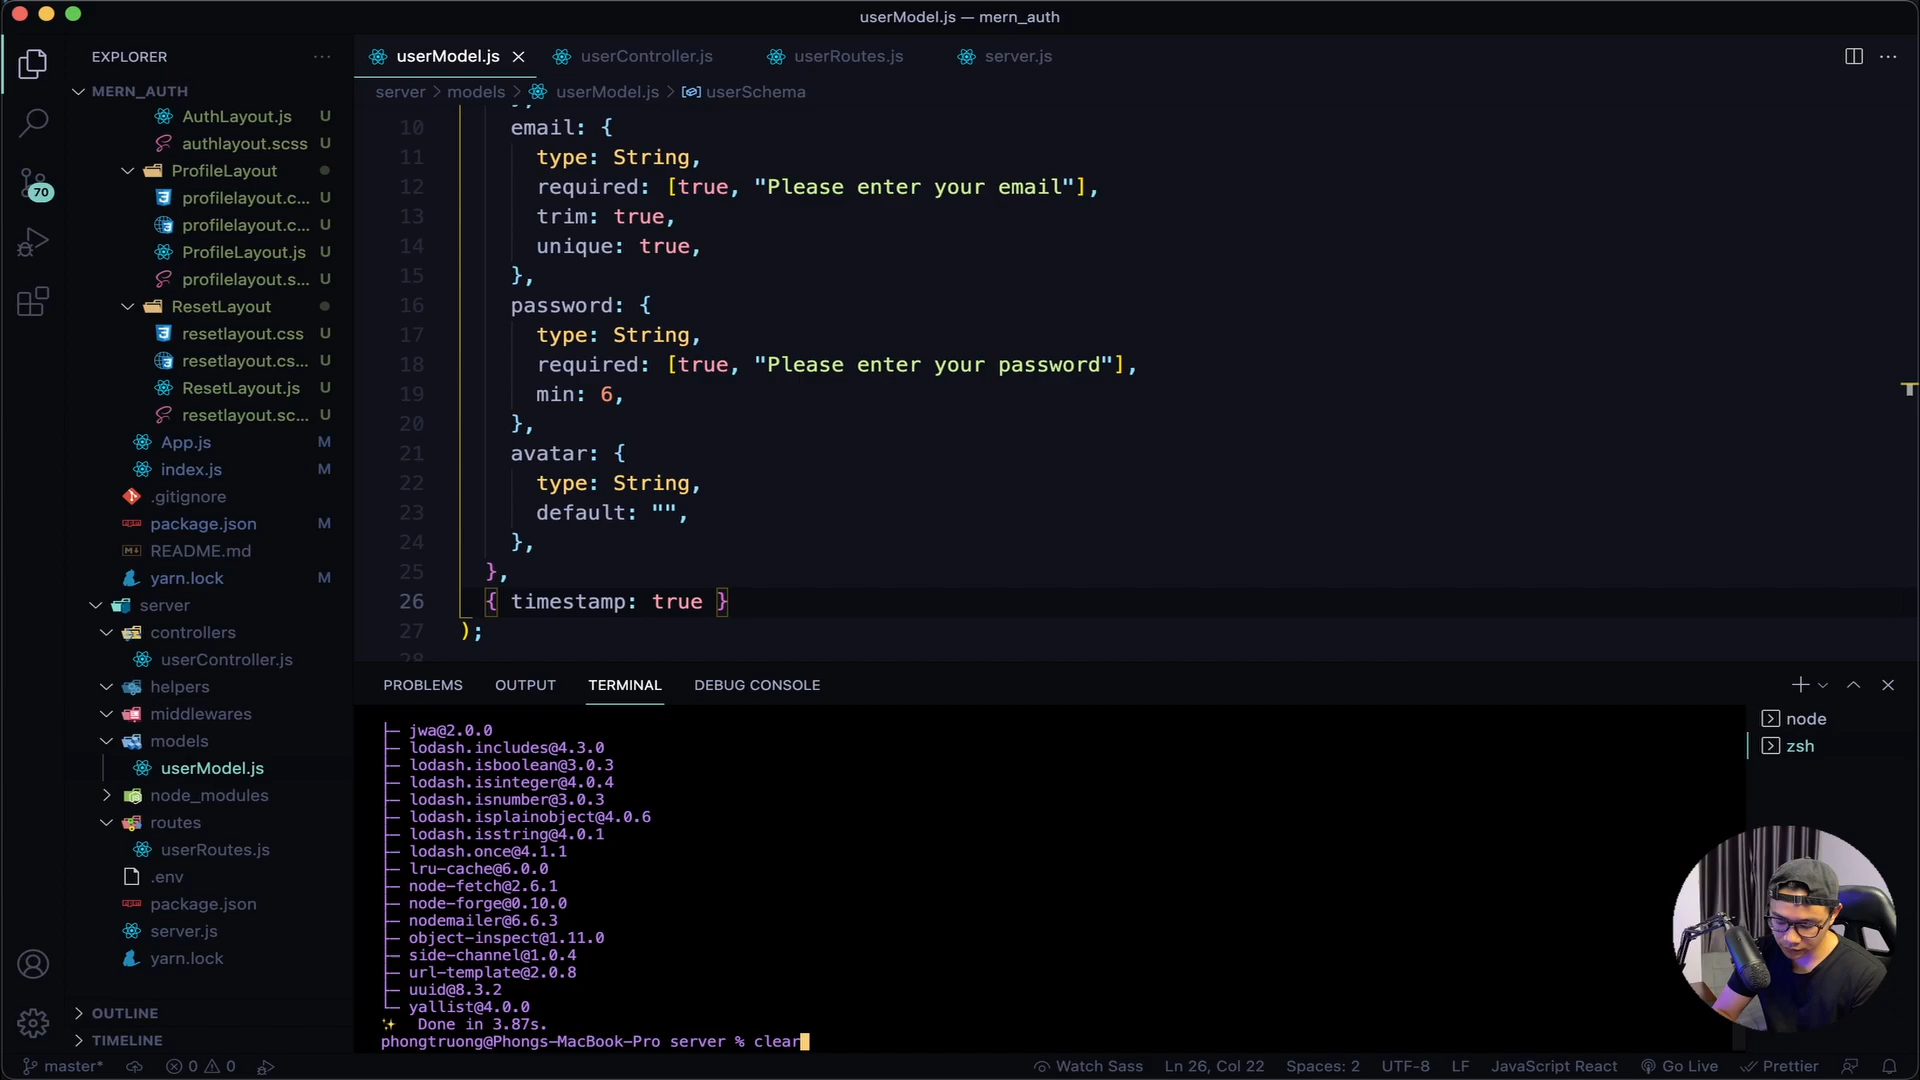 userModel.js — mern_auth
EXPLORER
MERN_AUTH
AuthLayout.js U
authlayout.scss U
ProfileLayout
profilelayout.c... U
profilelayout.c... U
ProfileLayout.js U
profilelayout.s... U
ResetLayout
resetlayout.css U
resetlayout.cs... U
ResetLayout.js U
resetlayout.sc... U
App.js M
index.js M
.gitignore
package.json M
README.md
yarn.lock M
server
controllers
userController.js
helpers
middlewares
models
userModel.js
node_modules
routes
userRoutes.js
.env
package.json
server.js
yarn.lock
OUTLINE
TIMELINE
70
userModel.js userController.js userRoutes.js server.js
server > models > userModel.js > userSchema
10 email: {
11 type: String,
12 required: [true, "Please enter your email"],
13 trim: true,
14 unique: true,
15 },
16 password: {
17 type: String,
18 required: [true, "Please enter your password"],
19 min: 6,
20 },
21 avatar: {
22 type: String,
23 default: "",
24 },
25 },
26 { timestamp: true }
27 );
28
PROBLEMS OUTPUT TERMINAL DEBUG CONSOLE
├─ jwa@2.0.0
├─ lodash.includes@4.3.0
├─ lodash.isboolean@3.0.3
├─ lodash.isinteger@4.0.4
├─ lodash.isnumber@3.0.3
├─ lodash.isplainobject@4.0.6
├─ lodash.isstring@4.0.1
├─ lodash.once@4.1.1
├─ lru-cache@6.0.0
├─ node-fetch@2.6.1
├─ node-forge@0.10.0
├─ nodemailer@6.6.3
├─ object-inspect@1.11.0
├─ side-channel@1.0.4
├─ url-template@2.0.8
├─ uuid@8.3.2
└─ yallist@4.0.0
✨ Done in 3.87s.
phongtruong@Phongs-MacBook-Pro server % clear
node
zsh
master* 0 0 Watch Sass Ln 26, Col 22 Spaces: 2 UTF-8 LF JavaScript React Go Live Prettier